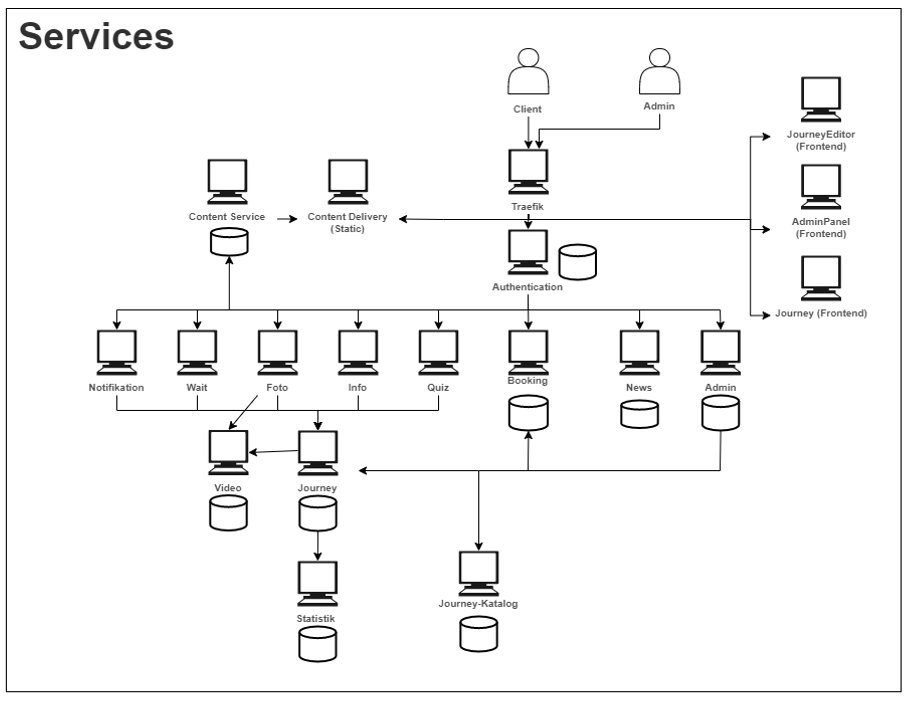 Services
Client
Admin
JourneyEditor
(Frontend)
Traefik
Content Service
Content Delivery
(Static)
AdminPanel
(Frontend)
Authentication
Journey (Frontend)
Notifikation
Wait
Foto
Info
Quiz
Booking
News
Admin
Video
Journey
Statistik
Journey-Katalog